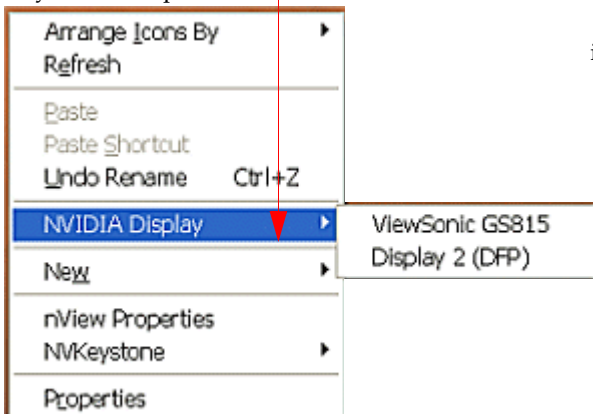 Arrange Icons By
Refresh
Paste
Paste Shortcut
Undo Rename Ctrl+Z
NVIDIA Display
ViewSonic GS815
Display 2 (DFP)
New
nView Properties
NVKeystone
Properties